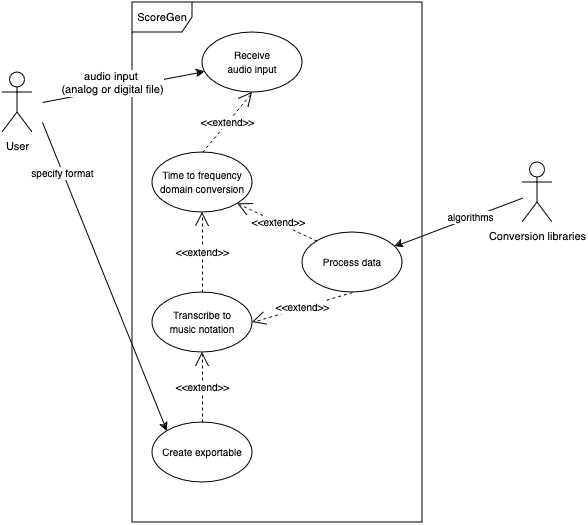 ScoreGen
Receive
audio input
audio input
(analog or digital file)
<<extend>>
User
specify format
Time to frequency
domain conversion
<<extend>>
algorithms
Conversion libraries
<<extend>>
Process data
<<extend>>
Transcribe to
music notation
<<extend>>
Create exportable